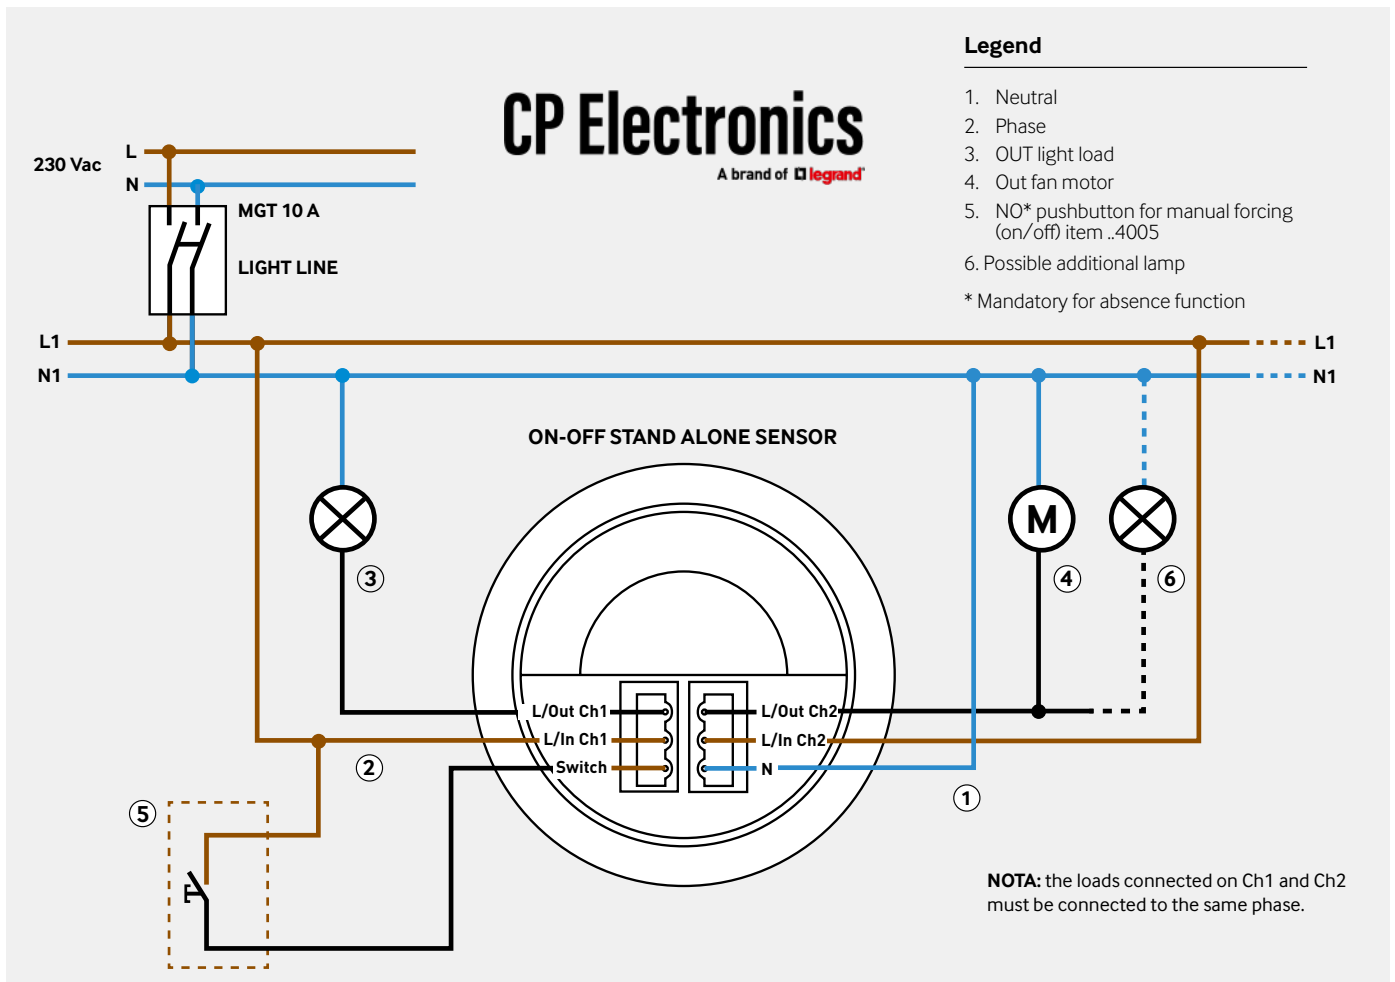 CP Electronics
A brand of legrand
Legend
1. Neutral
2. Phase
3. OUT light load
4. Out fan motor
5. NO* pushbutton for manual forcing
(on/off) item ..4005
6. Possible additional lamp
* Mandatory for absence function
230 Vac
L
N
MGT 10 A
LIGHT LINE
L1
L1
N1
N1
ON-OFF STAND ALONE SENSOR
M
3
4
6
L/Out Ch1
L/Out Ch2
L/In Ch1
L/In Ch2
Switch
N
2
1
5
NOTA: the loads connected on Ch1 and Ch2
must be connected to the same phase.